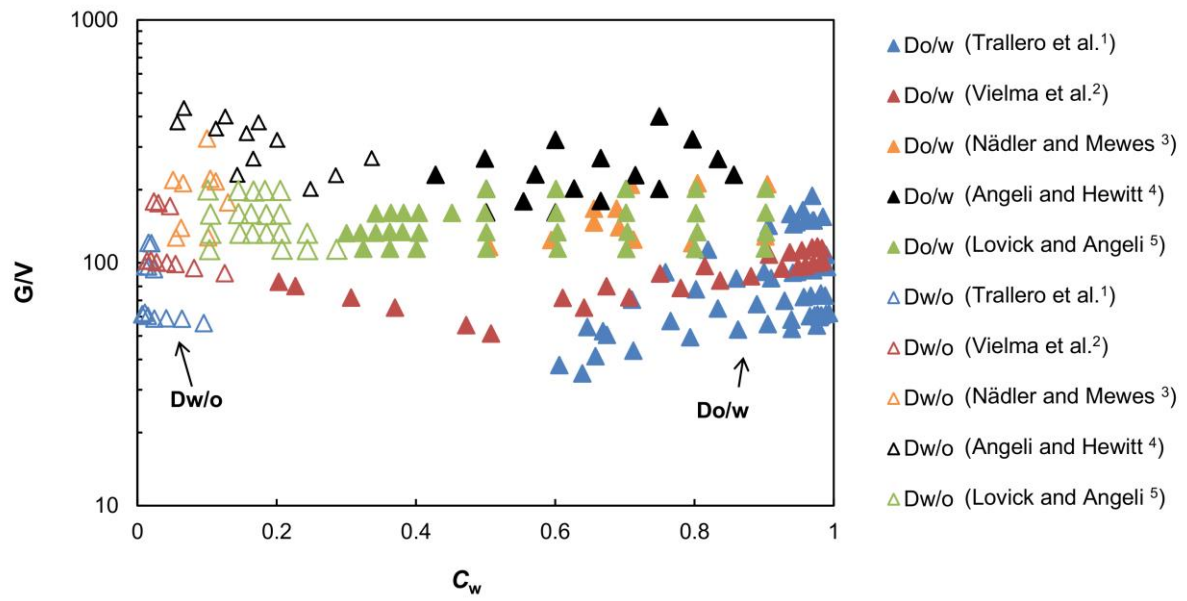 1000
100
10
G/V
0
0.2
0.4
0.6
0.8
1
Cw
Dw/o
Do/w
Do/w (Trallero et al.¹)
Do/w (Vielma et al.²)
Do/w (Nädler and Mewes ³)
Do/w (Angeli and Hewitt ⁴)
Do/w (Lovick and Angeli ⁵)
Dw/o (Trallero et al.¹)
Dw/o (Vielma et al.²)
Dw/o (Nädler and Mewes ³)
Dw/o (Angeli and Hewitt ⁴)
Dw/o (Lovick and Angeli ⁵)